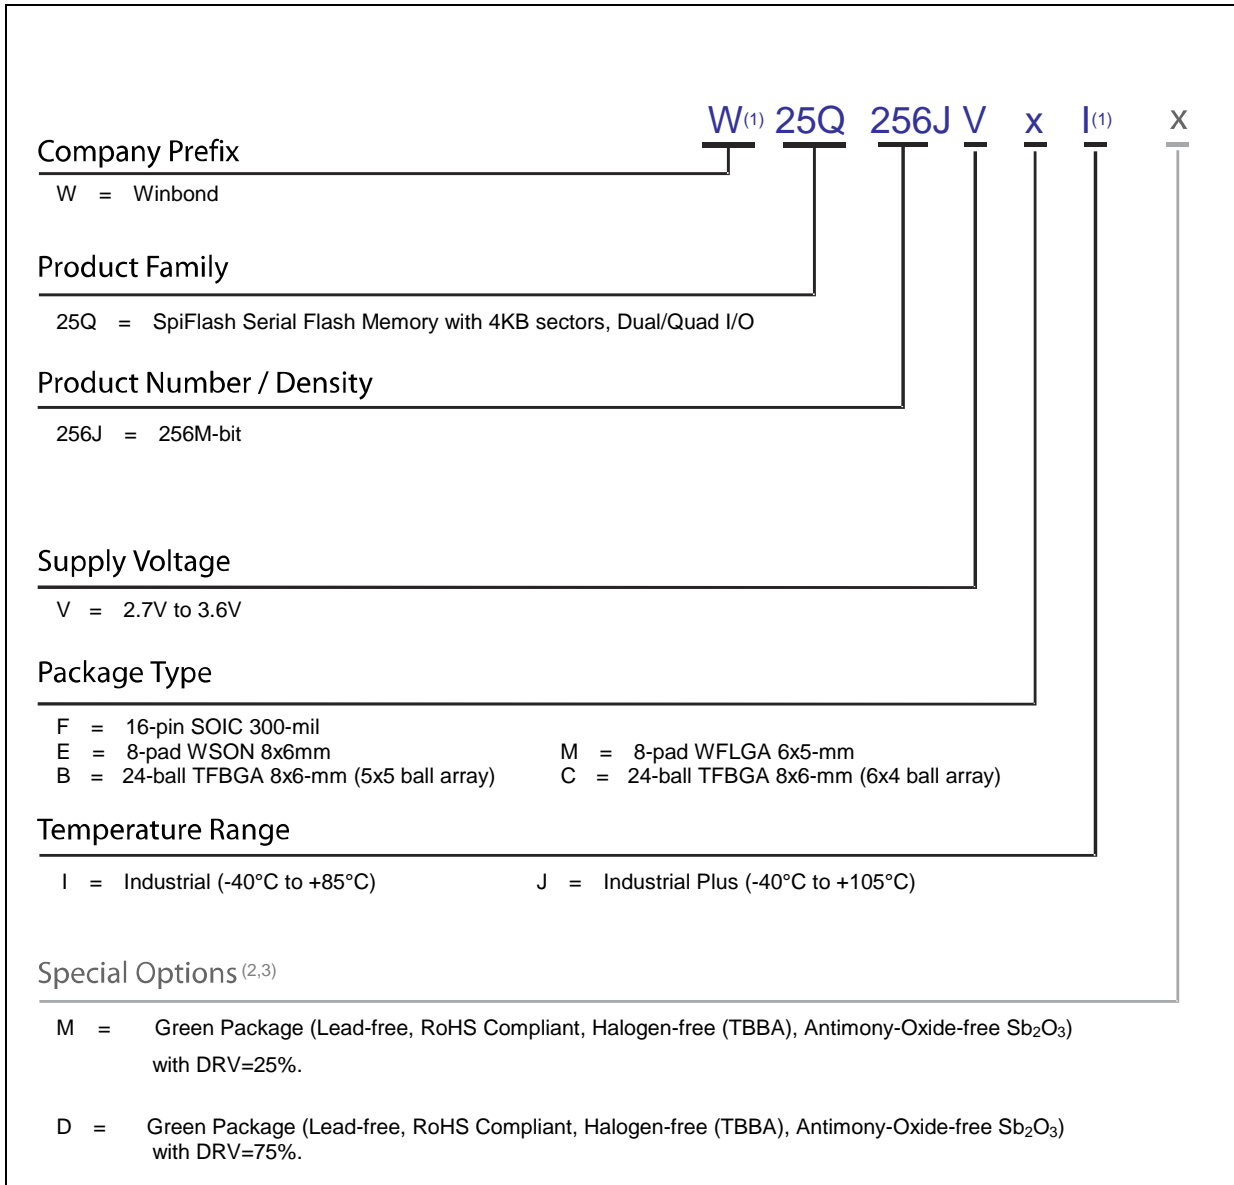 W(1) 25Q 256J V x I(1) x
Company Prefix
W = Winbond
Product Family
25Q = SpiFlash Serial Flash Memory with 4KB sectors, Dual/Quad I/O
Product Number / Density
256J = 256M-bit
Supply Voltage
V = 2.7V to 3.6V
Package Type
F = 16-pin SOIC 300-mil
E = 8-pad WSON 8x6mm M = 8-pad WFLGA 6x5-mm
B = 24-ball TFBGA 8x6-mm (5x5 ball array) C = 24-ball TFBGA 8x6-mm (6x4 ball array)
Temperature Range
I = Industrial (-40°C to +85°C) J = Industrial Plus (-40°C to +105°C)
Special Options (2,3)
M = Green Package (Lead-free, RoHS Compliant, Halogen-free (TBBA), Antimony-Oxide-free Sb₂O₃)
with DRV=25%.
D = Green Package (Lead-free, RoHS Compliant, Halogen-free (TBBA), Antimony-Oxide-free Sb₂O₃)
with DRV=75%.